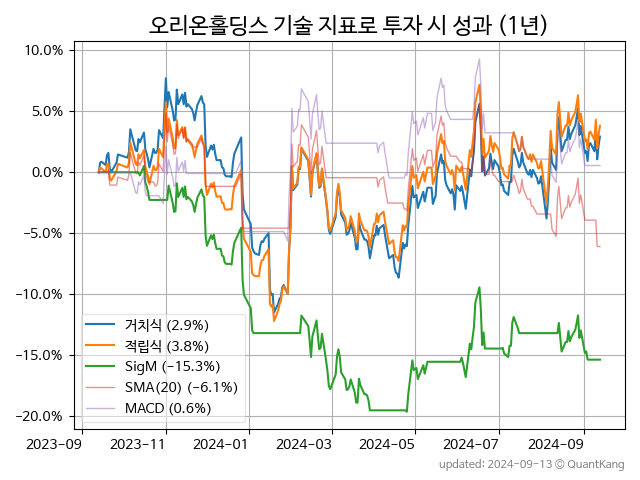 오리온홀딩스 기술 지표로 투자 시 성과 (1년)
10.0%
5.0%
0.0%
−5.0%
−10.0%
−15.0%
−20.0%
거치식 (2.9%)
적립식 (3.8%)
SigM (−15.3%)
SMA(20) (−6.1%)
MACD (0.6%)
2023-09 2023-11 2024-01 2024-03 2024-05 2024-07 2024-09
updated: 2024-09-13 ⓒ QuantKang